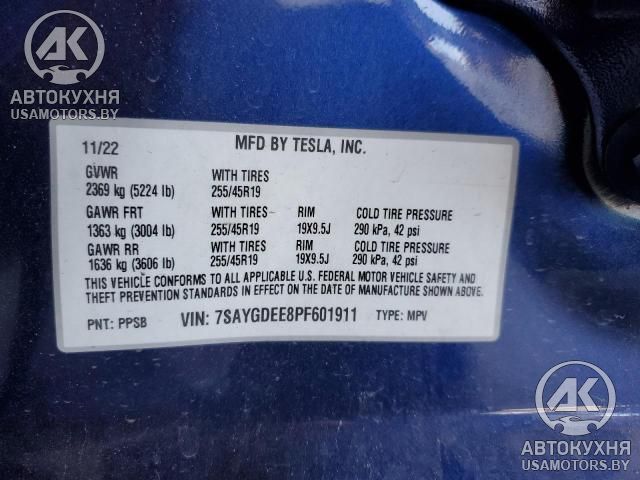 AK
АВТОКУХНЯ
USAMOTORS.BY
11/22 MFD BY TESLA, INC.
GVWR WITH TIRES
2369 kg (5224 lb) 255/45R19
GAWR FRT WITH TIRES RIM COLD TIRE PRESSURE
1363 kg (3004 lb) 255/45R19 19X9.5J 290 kPa, 42 psi
GAWR RR WITH TIRES RIM COLD TIRE PRESSURE
1636 kg (3606 lb) 255/45R19 19X9.5J 290 kPa, 42 psi
THIS VEHICLE CONFORMS TO ALL APPLICABLE U.S. FEDERAL MOTOR VEHICLE SAFETY AND
THEFT PREVENTION STANDARDS IN EFFECT ON THE DATE OF MANUFACTURE SHOWN ABOVE.
PNT: PPSB VIN: 7SAYGDEE8PF601911 TYPE: MPV
AK
АВТОКУХНЯ
USAMOTORS.BY